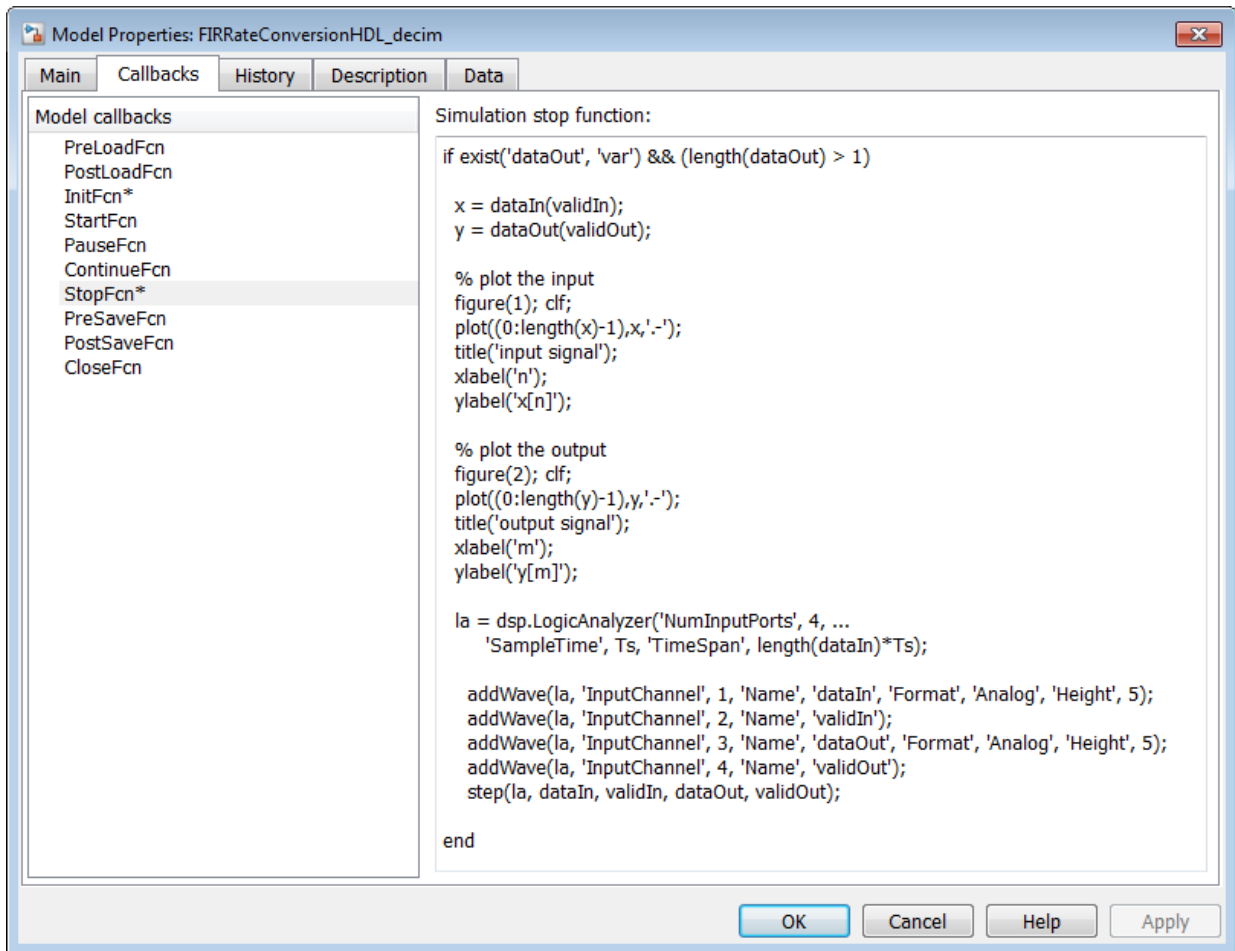 Model Properties: FIRRateConversionHDL_decim
Main Callbacks History Description Data
Model callbacks
PreLoadFcn
PostLoadFcn
InitFcn*
StartFcn
PauseFcn
ContinueFcn
StopFcn*
PreSaveFcn
PostSaveFcn
CloseFcn
Simulation stop function:
if exist('dataOut', 'var') && (length(dataOut) > 1)
x = dataIn(validIn);
y = dataOut(validOut);
% plot the input
figure(1); clf;
plot((0:length(x)-1),x,'.-');
title('input signal');
xlabel('n');
ylabel('x[n]');
% plot the output
figure(2); clf;
plot((0:length(y)-1),y,'.-');
title('output signal');
xlabel('m');
ylabel('y[m]');
la = dsp.LogicAnalyzer('NumInputPorts', 4, ...
'SampleTime', Ts, 'TimeSpan', length(dataIn)*Ts);
addWave(la, 'InputChannel', 1, 'Name', 'dataIn', 'Format', 'Analog', 'Height', 5);
addWave(la, 'InputChannel', 2, 'Name', 'validIn');
addWave(la, 'InputChannel', 3, 'Name', 'dataOut', 'Format', 'Analog', 'Height', 5);
addWave(la, 'InputChannel', 4, 'Name', 'validOut');
step(la, dataIn, validIn, dataOut, validOut);
end
OK Cancel Help Apply